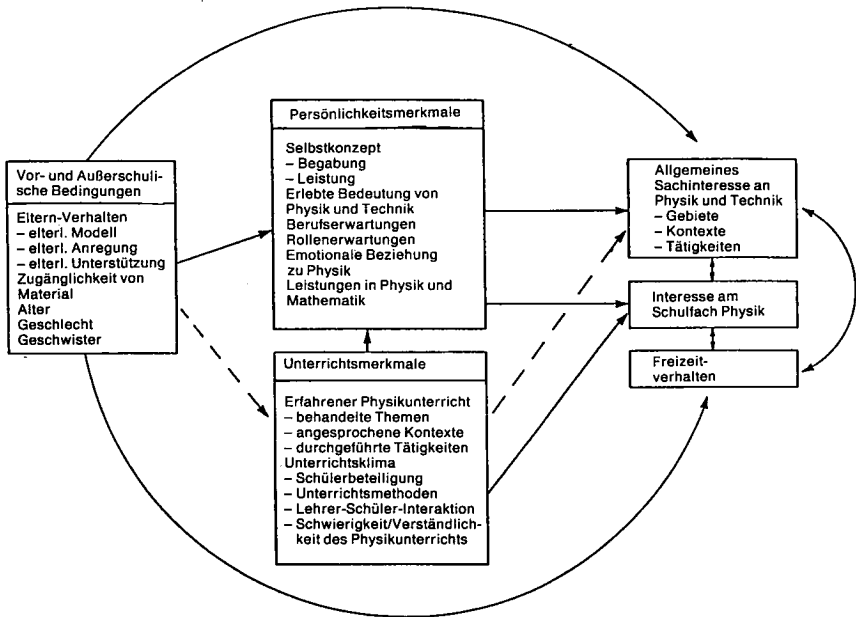 Persönlichkeitsmerkmale
Selbstkonzept
– Begabung
– Leistung
Erlebte Bedeutung von
Physik und Technik
Berufserwartungen
Rollenerwartungen
Emotionale Beziehung
zu Physik
Leistungen in Physik und
Mathematik
Vor- und Außerschuli-
sche Bedingungen
Eltern-Verhalten
– elterl. Modell
– elterl. Anregung
– elterl. Unterstützung
Zugänglichkeit von
Material
Alter
Geschlecht
Geschwister
Unterrichtsmerkmale
Erfahrener Physikunterricht
– behandelte Themen
– angesprochene Kontexte
– durchgeführte Tätigkeiten
Unterrichtsklima
– Schülerbeteiligung
– Unterrichtsmethoden
– Lehrer-Schüler-Interaktion
– Schwierigkeit/Verständlich-
keit des Physikunterrichts
Allgemeines
Sachinteresse an
Physik und Technik
– Gebiete
– Kontexte
– Tätigkeiten
Interesse am
Schulfach Physik
Freizeit-
verhalten